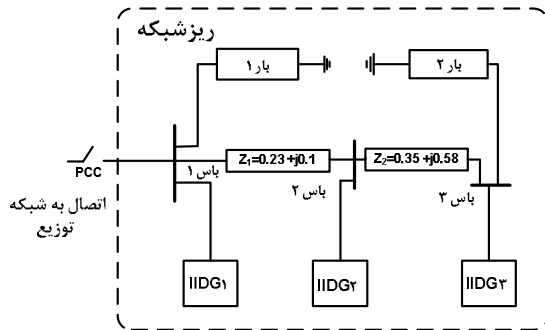 ریزشبکه
بار ۱
بار ۲
Z₁=0.23+j0.1
Z₂=0.35+j0.58
PCC
باس ۱
باس ۲
باس ۳
اتصال به شبکه
توزیع
IIDG۱
IIDG۲
IIDG۳